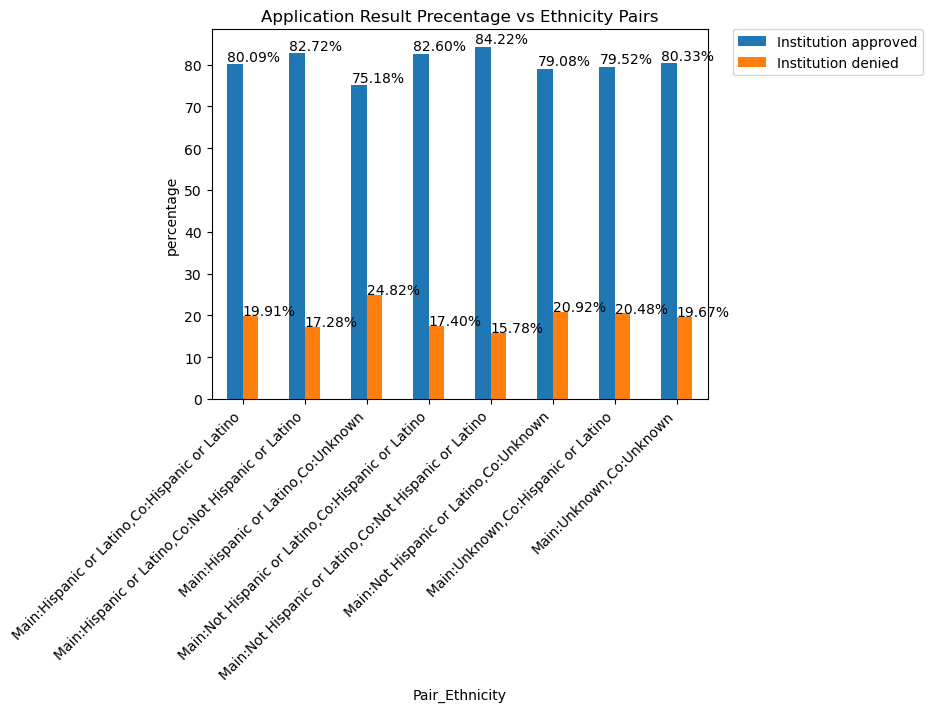 Application Result Precentage vs Ethnicity Pairs
Institution approved
Institution denied
percentage
80
70
60
50
40
30
20
10
0
80.09%
82.72%
75.18%
82.60%
84.22%
79.08%
79.52%
80.33%
19.91%
17.28%
24.82%
17.40%
15.78%
20.92%
20.48%
19.67%
Main:Hispanic or Latino,Co:Hispanic or Latino
Main:Hispanic or Latino,Co:Not Hispanic or Latino
Main:Hispanic or Latino,Co:Unknown
Main:Not Hispanic or Latino,Co:Hispanic or Latino
Main:Not Hispanic or Latino,Co:Not Hispanic or Latino
Main:Not Hispanic or Latino,Co:Unknown
Main:Unknown,Co:Hispanic or Latino
Main:Unknown,Co:Unknown
Pair_Ethnicity